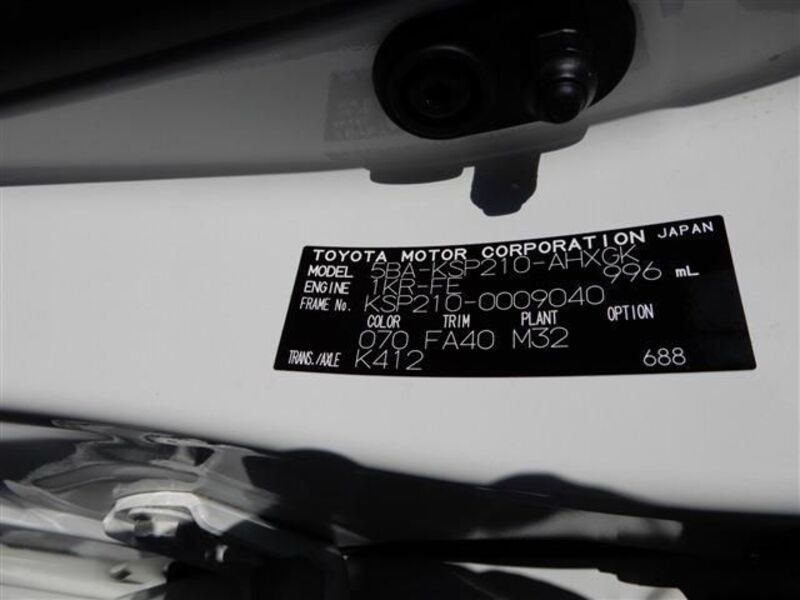 TOYOTA MOTOR CORPORATION JAPAN
MODEL 5BA-KSP210-AHXGK
ENGINE 1KR-FE 996 mL
FRAME No. KSP210-0009040
COLOR TRIM PLANT OPTION
070 FA40 M32
TRANS./AXLE K412 688